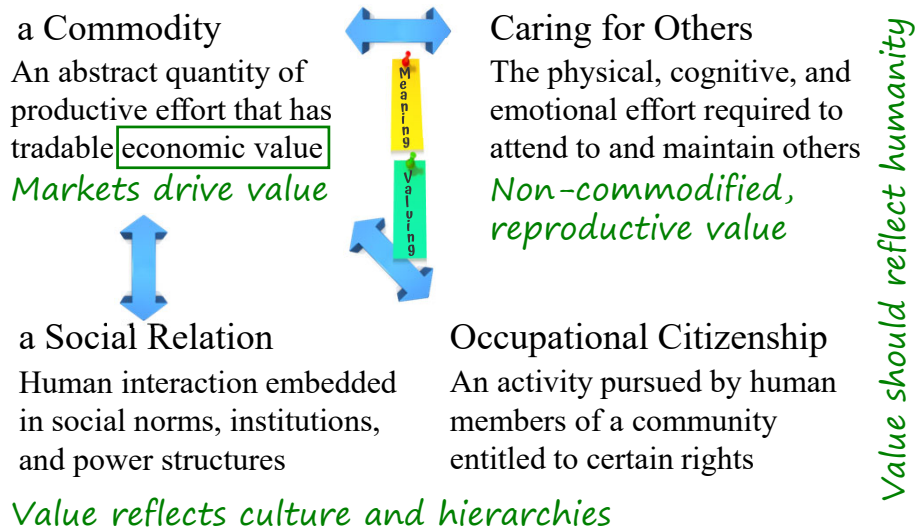 a Commodity
An abstract quantity of
productive effort that has
tradable economic value
Markets drive value
Meaning
Valuing
Caring for Others
The physical, cognitive, and
emotional effort required to
attend to and maintain others
Non-commodified,
reproductive value
a Social Relation
Human interaction embedded
in social norms, institutions,
and power structures
Occupational Citizenship
An activity pursued by human
members of a community
entitled to certain rights
Value reflects culture and hierarchies
Value should reflect humanity